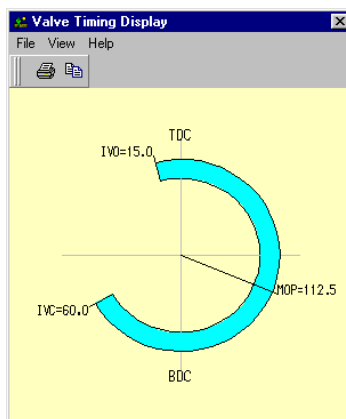 Valve Timing Display
File View Help
TDC
IVO=15.0
MOP=112.5
IVC=60.0
BDC